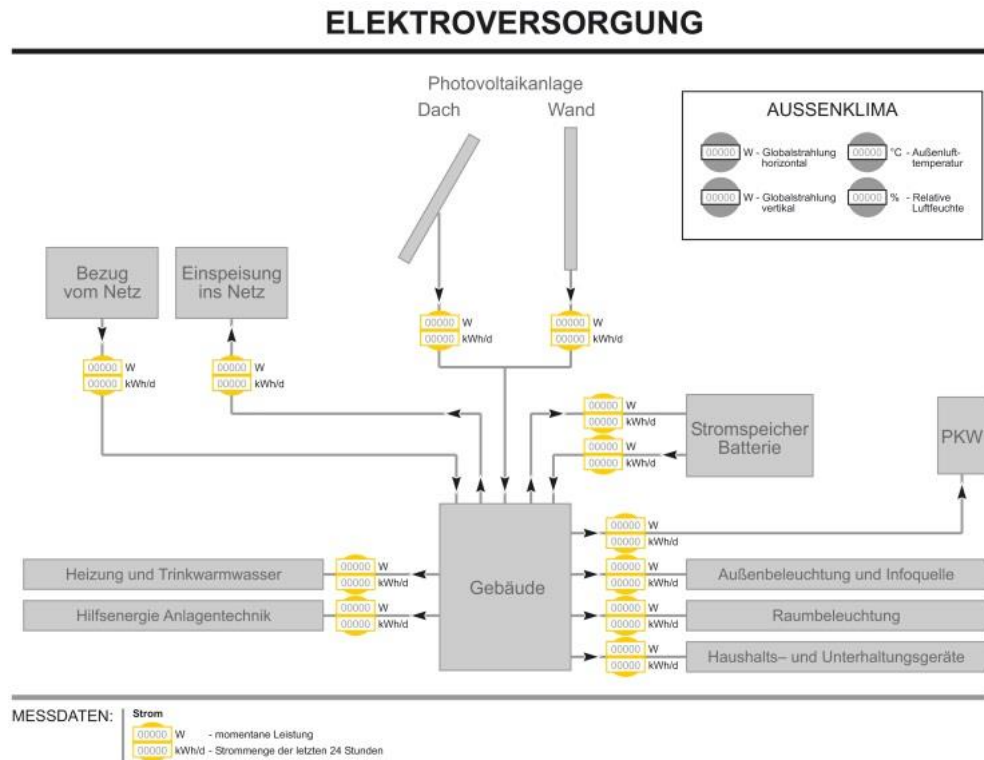 ELEKTROVERSORGUNG
Photovoltaikanlage
Dach
Wand
AUSSENKLIMA
00000 W - Globalstrahlung
horizontal
00000 °C - Außenluft-
temperatur
00000 W - Globalstrahlung
vertikal
00000 % - Relative
Luftfeuchte
Bezug
vom Netz
Einspeisung
ins Netz
00000 W
00000 kWh/d
00000 W
00000 kWh/d
00000 W
00000 kWh/d
00000 W
00000 kWh/d
00000 W
00000 kWh/d
00000 W
00000 kWh/d
Stromspeicher
Batterie
PKW
Gebäude
00000 W
00000 kWh/d
Heizung und Trinkwarmwasser
00000 W
00000 kWh/d
00000 W
00000 kWh/d
Außenbeleuchtung und Infoquelle
Hilfsenergie Anlagentechnik
00000 W
00000 kWh/d
00000 W
00000 kWh/d
Raumbeleuchtung
00000 W
00000 kWh/d
Haushalts– und Unterhaltungsgeräte
MESSDATEN:
Strom
00000 W - momentane Leistung
00000 kWh/d - Strommenge der letzten 24 Stunden